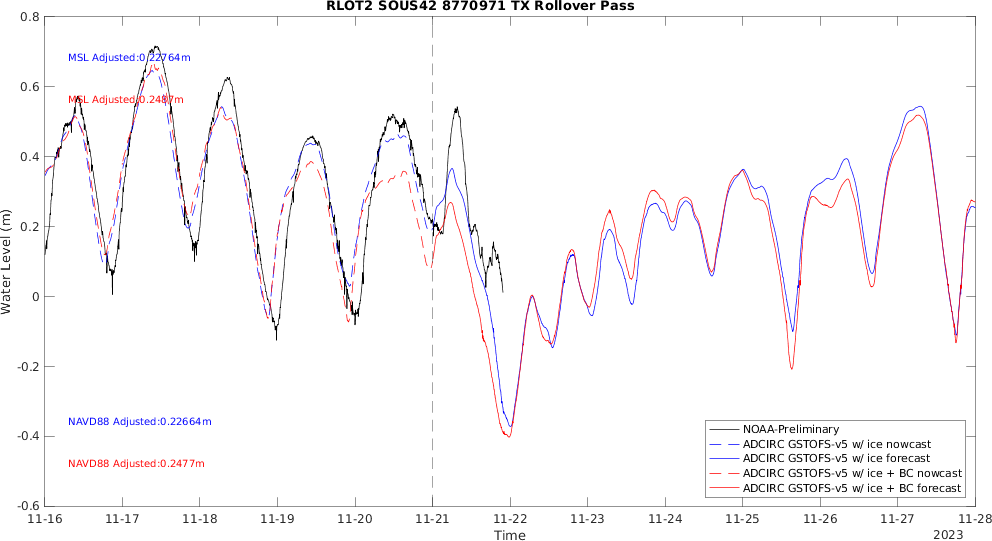 RLOT2 SOUS42 8770971 TX Rollover Pass
0.8
0.6
0.4
0.2
0
-0.2
-0.4
-0.6
Water Level (m)
MSL Adjusted:0.22764m
MSL Adjusted:0.2487m
NAVD88 Adjusted:0.22664m
NAVD88 Adjusted:0.2477m
NOAA-Preliminary
ADCIRC GSTOFS-v5 w/ ice nowcast
ADCIRC GSTOFS-v5 w/ ice forecast
ADCIRC GSTOFS-v5 w/ ice + BC nowcast
ADCIRC GSTOFS-v5 w/ ice + BC forecast
11-16 11-17 11-18 11-19 11-20 11-21 11-22 11-23 11-24 11-25 11-26 11-27 11-28
Time
2023